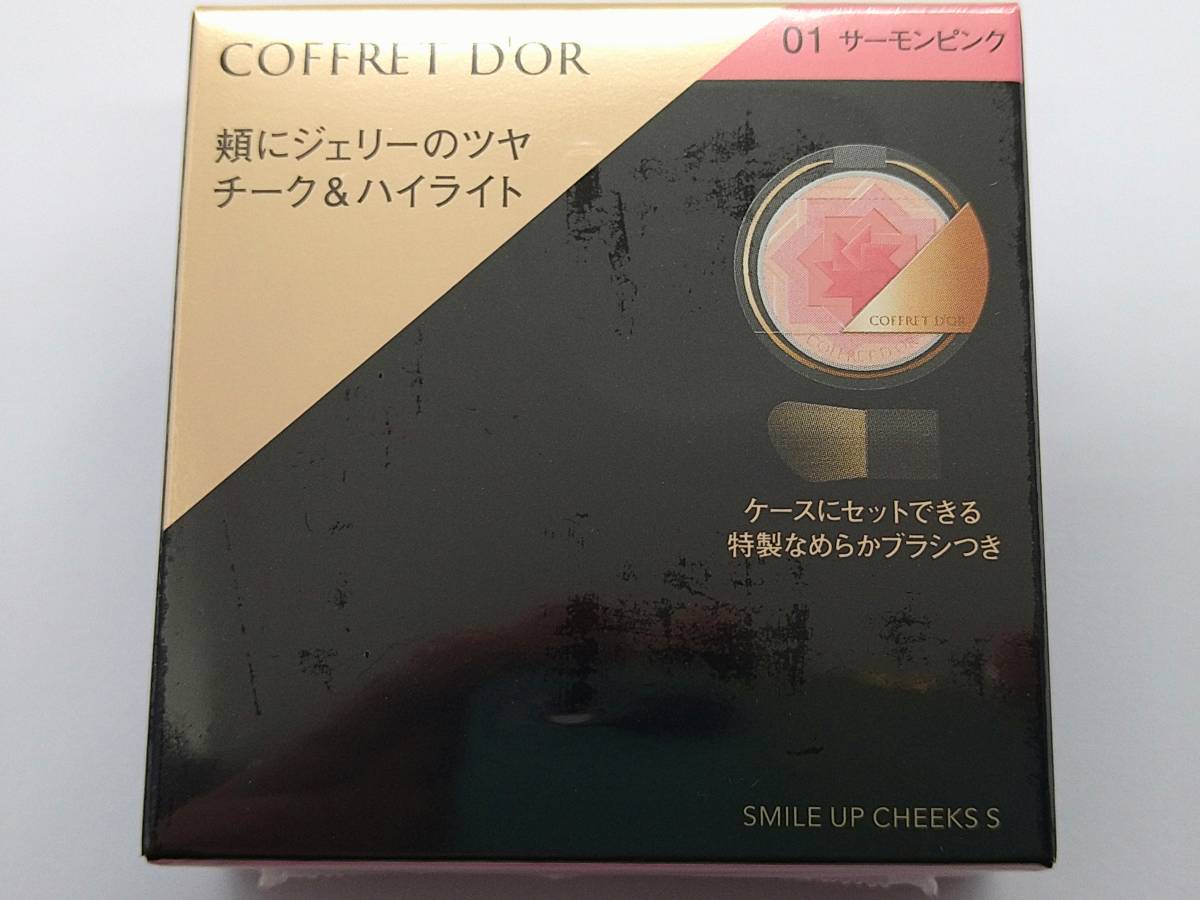 COFFRET D'OR
01 サーモンピンク
頬にジェリーのツヤ
チーク&ハイライト
COFFRET D'OR
COFFRET D'OR
ケースにセットできる
特製なめらかブラシつき
SMILE UP CHEEKS S